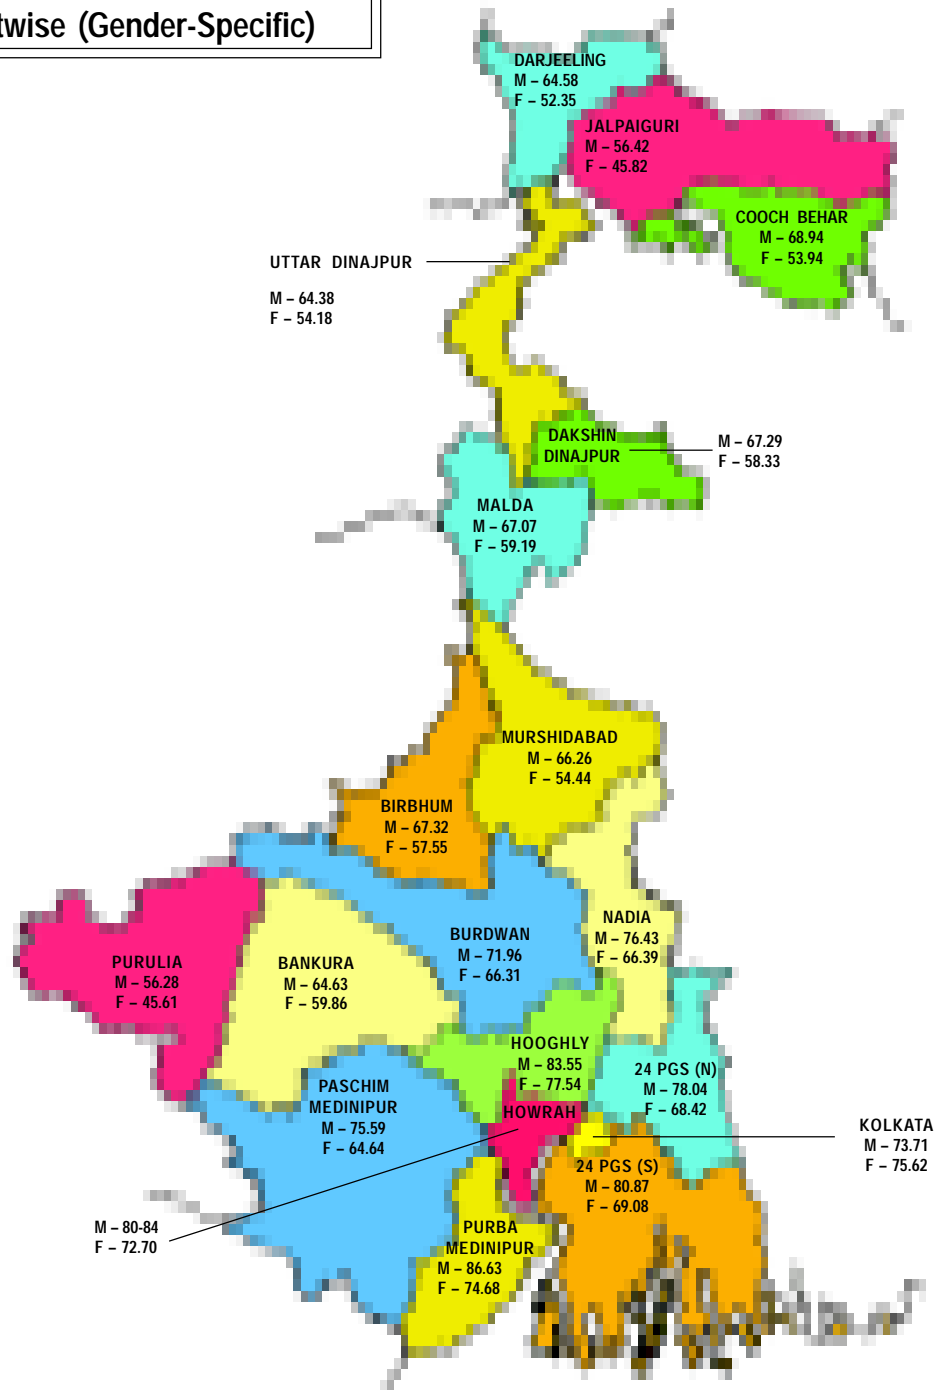 twise (Gender-Specific)
DARJEELING
M – 64.58
F – 52.35
JALPAIGURI
M – 56.42
F – 45.82
COOCH BEHAR
M – 68.94
F – 53.94
UTTAR DINAJPUR
M – 64.38
F – 54.18
DAKSHIN
DINAJPUR
M – 67.29
F – 58.33
MALDA
M – 67.07
F – 59.19
MURSHIDABAD
M – 66.26
F – 54.44
BIRBHUM
M – 67.32
F – 57.55
NADIA
M – 76.43
F – 66.39
BURDWAN
M – 71.96
F – 66.31
PURULIA
M – 56.28
F – 45.61
BANKURA
M – 64.63
F – 59.86
HOOGHLY
M – 83.55
F – 77.54
24 PGS (N)
M – 78.04
F – 68.42
PASCHIM
MEDINIPUR
M – 75.59
F – 64.64
HOWRAH
M – 80-84
F – 72.70
KOLKATA
M – 73.71
F – 75.62
24 PGS (S)
M – 80.87
F – 69.08
PURBA
MEDINIPUR
M – 86.63
F – 74.68